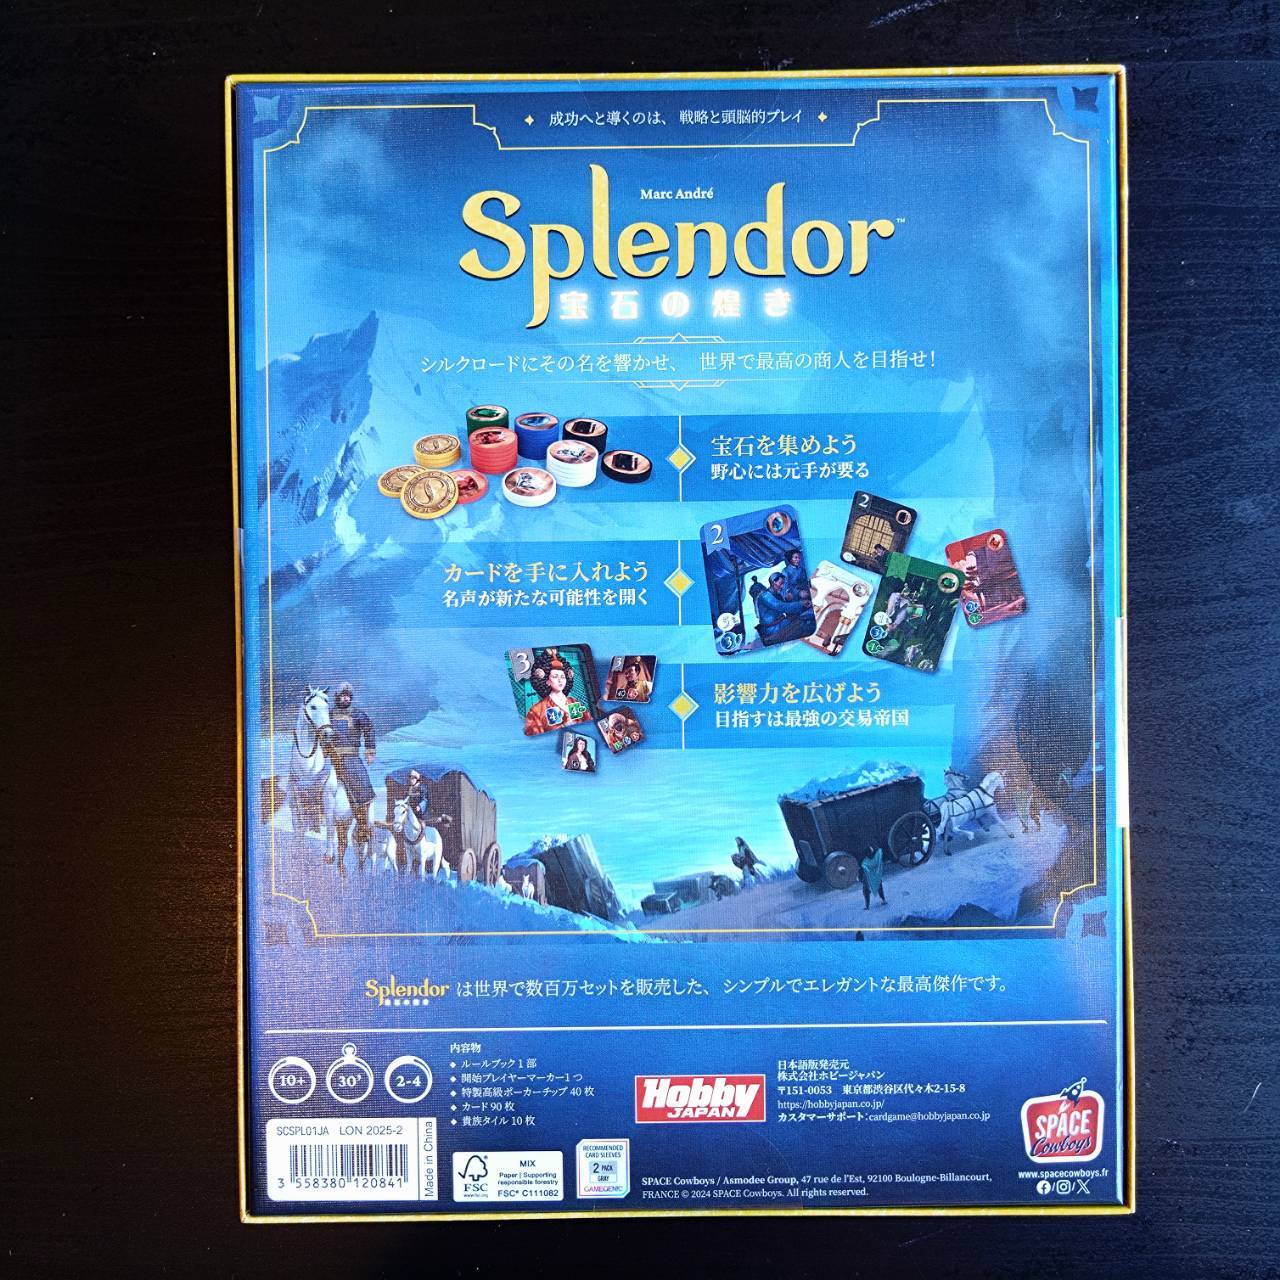 成功へと導くのは、戦略と頭脳的プレイ
Marc André
Splendor™
宝石の煌き
シルクロードにその名を響かせ、 世界で最高の商人を目指せ！
宝石を集めよう
野心には元手が要る
カードを手に入れよう
名声が新たな可能性を開く
影響力を広げよう
目指すは最強の交易帝国
Splendor は世界で数百万セットを販売した、シンプルでエレガントな最高傑作です。
宝石の煌き
10+
30'
2-4
内容物
◆ ルールブック 1 部
◆ 開始プレイヤーマーカー 1 つ
◆ 特製高級ポーカーチップ 40 枚
◆ カード 90 枚
◆ 貴族タイル 10 枚
Hobby
JAPAN
日本語版発売元
株式会社ホビージャパン
〒151-0053 東京都渋谷区代々木2-15-8
https://hobbyjapan.co.jp/
カスタマーサポート：cardgame@hobbyjapan.co.jp
SPACE
Cowboys
www.spacecowboys.fr
SCSPL01JA LON 2025-2
3 558380 120841
Made in China
FSC
www.fsc.org
MIX
Paper | Supporting
responsible forestry
FSC® C111082
RECOMMENDED
CARD SLEEVES
2 PACK
GRAY
GAMEGENIC
SPACE Cowboys / Asmodee Group, 47 rue de l'Est, 92100 Boulogne-Billancourt,
FRANCE © 2024 SPACE Cowboys. All rights reserved.